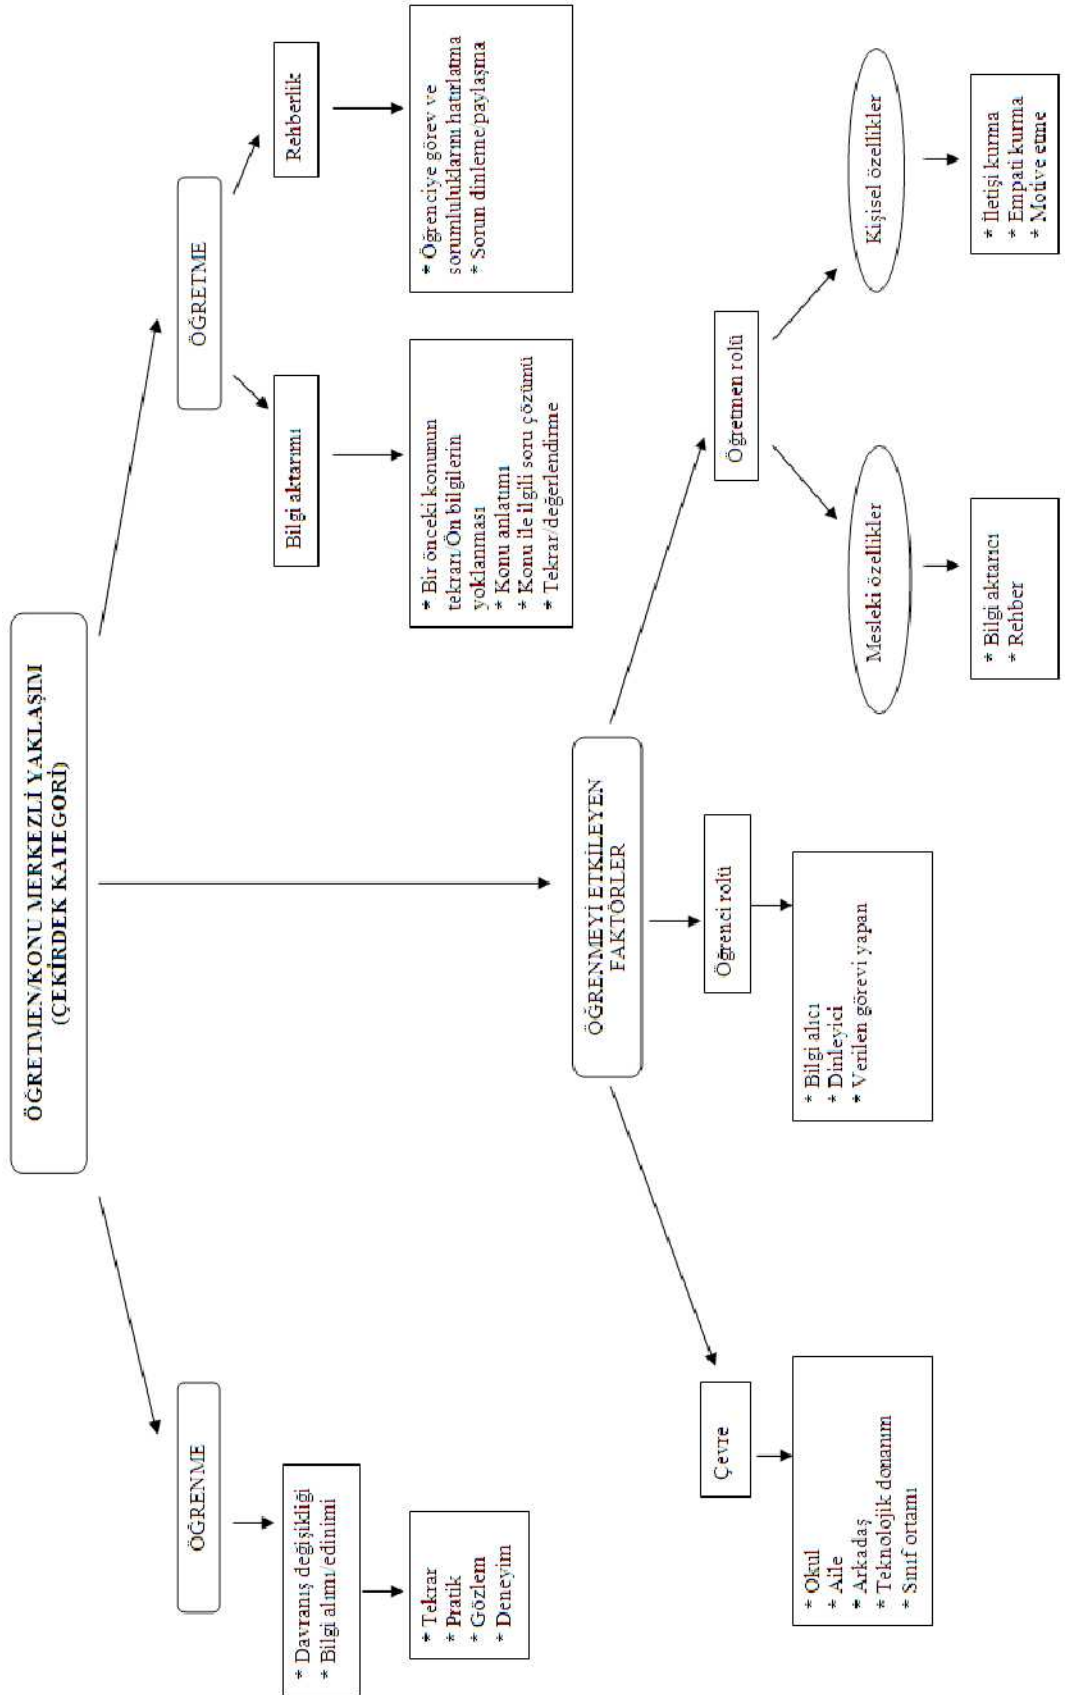 ÖĞRETMEN/KONU MERKEZLİ YAKLAŞIM
(ÇEKİRDEK KATEGORİ)
ÖĞRENME
* Davranış değişikliği
* Bilgi alımı/edinimi
* Tekrar
* Pratik
* Gözlem
* Deneyim
ÖĞRETME
Bilgi aktarımı
* Bir önceki konunun
tekrarı/Ön bilgilerin
yoklanması
* Konu anlatımı
* Konu ile ilgili soru çözümü
* Tekrar/değerlendirme
Rehberlik
* Öğrenciye görev ve
sorumluluklarını hatırlatma
* Sorun dinleme/paylaşma
ÖĞRENMEYİ ETKİLEYEN
FAKTÖRLER
Çevre
* Okul
* Aile
* Arkadaş
* Teknolojik donanım
* Sınıf ortamı
Öğrenci rolü
* Bilgi alıcı
* Dinleyici
* Verilen görevi yapan
Öğretmen rolü
Mesleki özellikler
* Bilgi aktarıcı
* Rehber
Kişisel özellikler
* İletişi kurma
* Empati kurma
* Motive etme